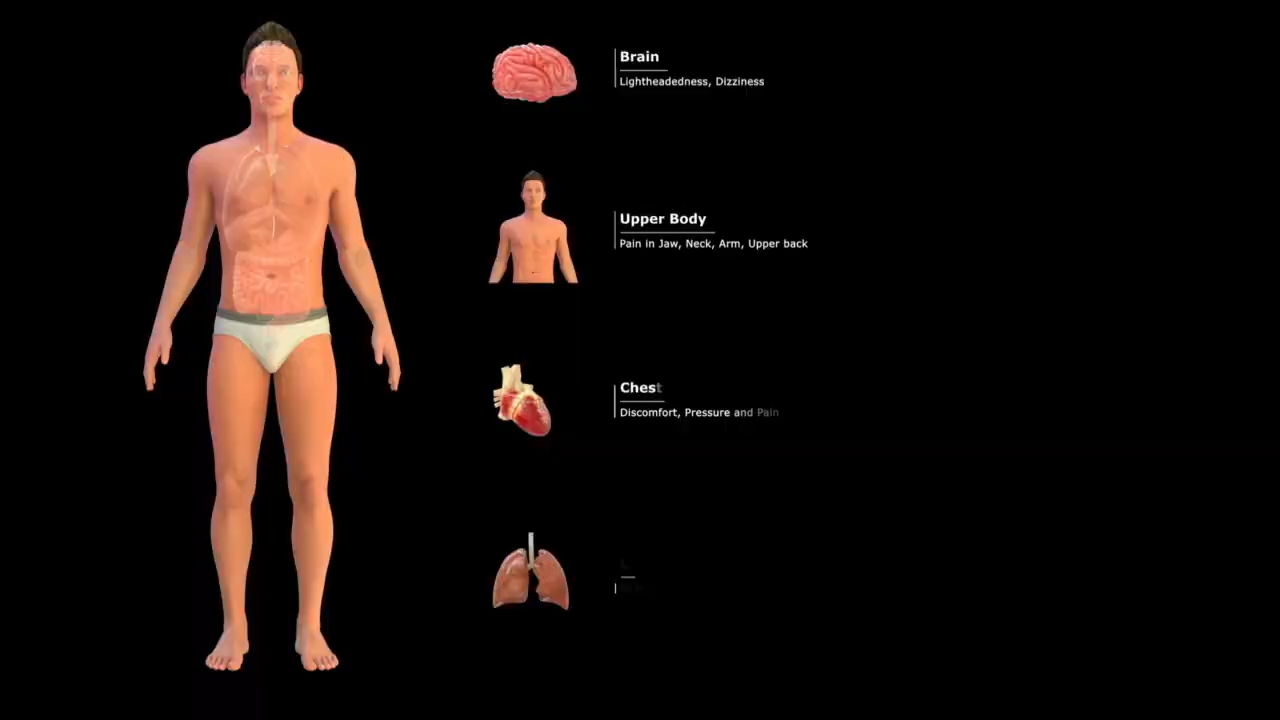 Brain
Lightheadedness, Dizziness
Upper Body
Pain in Jaw, Neck, Arm, Upper back
Chest
Discomfort, Pressure and Pain